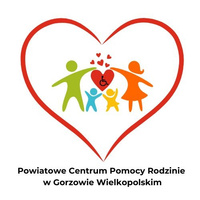 Powiatowe Centrum Pomocy Rodzinie
w Gorzowie Wielkopolskim